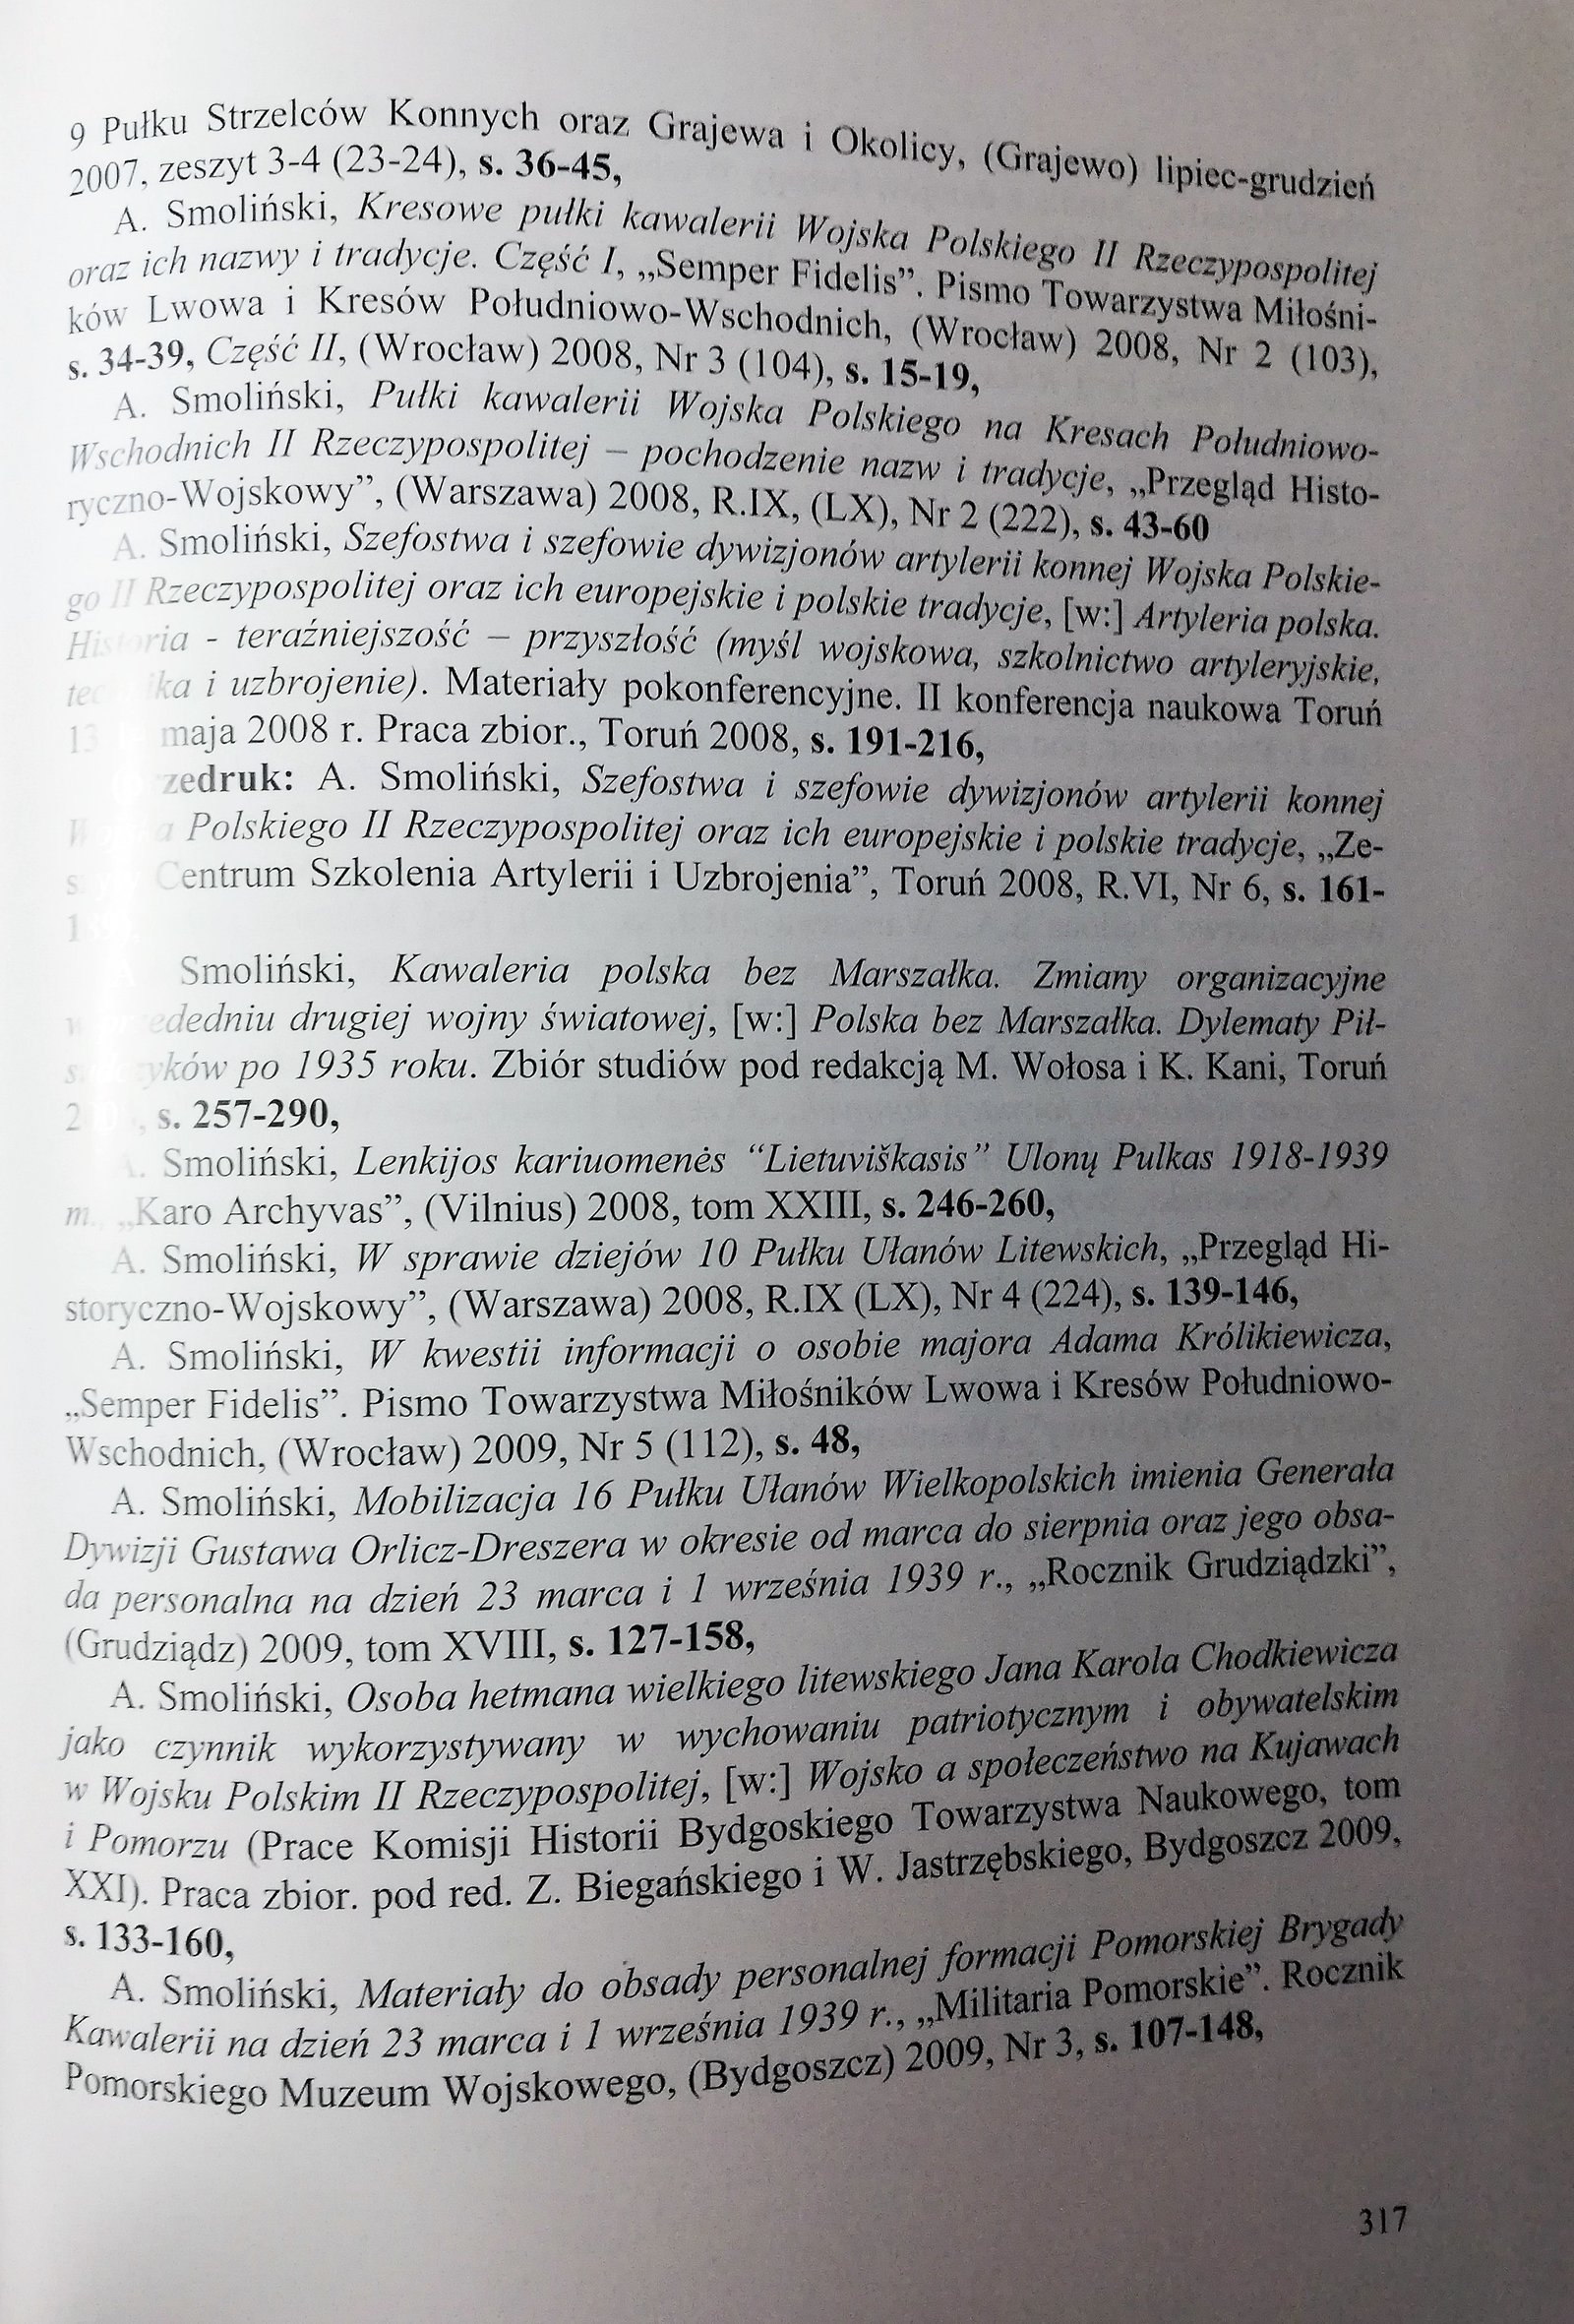 9 Pułku Strzelców Konnych oraz Grajewa i Okolicy, (Grajewo) lipiec-grudzień
2007, zeszyt 3-4 (23-24), s. 36-45,
A. Smoliński, Kresowe pułki kawalerii Wojska Polskiego II Rzeczypospolitej
oraz ich nazwy i tradycje. Część I, „Semper Fidelis”. Pismo Towarzystwa Miłośni-
ków Lwowa i Kresów Południowo-Wschodnich, (Wrocław) 2008, Nr 2 (103),
s. 34-39, Część II, (Wrocław) 2008, Nr 3 (104), s. 15-19,
A. Smoliński, Pułki kawalerii Wojska Polskiego na Kresach Południowo-
Wschodnich II Rzeczypospolitej – pochodzenie nazw i tradycje, „Przegląd Histo-
ryczno-Wojskowy”, (Warszawa) 2008, R.IX, (LX), Nr 2 (222), s. 43-60
A. Smoliński, Szefostwa i szefowie dywizjonów artylerii konnej Wojska Polskie-
go II Rzeczypospolitej oraz ich europejskie i polskie tradycje, [w:] Artyleria polska.
Historia - teraźniejszość – przyszłość (myśl wojskowa, szkolnictwo artyleryjskie,
i uzbrojenie). Materiały pokonferencyjne. II konferencja naukowa Toruń
maja 2008 r. Praca zbior., Toruń 2008, s. 191-216,
zedruk: A. Smoliński, Szefostwa i szefowie dywizjonów artylerii konnej
Polskiego II Rzeczypospolitej oraz ich europejskie i polskie tradycje, „Ze-
Centrum Szkolenia Artylerii i Uzbrojenia”, Toruń 2008, R.VI, Nr 6, s. 161-
Smoliński, Kawaleria polska bez Marszałka. Zmiany organizacyjne
ededniu drugiej wojny światowej, [w:] Polska bez Marszałka. Dylematy Pił-
yków po 1935 roku. Zbiór studiów pod redakcją M. Wołosa i K. Kani, Toruń
s. 257-290,
A. Smoliński, Lenkijos kariuomenės “Lietuviškasis” Ulonų Pulkas 1918-1939
m. „Karo Archyvas”, (Vilnius) 2008, tom XXIII, s. 246-260,
A. Smoliński, W sprawie dziejów 10 Pułku Ułanów Litewskich, „Przegląd Hi-
storyczno-Wojskowy”, (Warszawa) 2008, R.IX (LX), Nr 4 (224), s. 139-146,
A. Smoliński, W kwestii informacji o osobie majora Adama Królikiewicza,
„Semper Fidelis”. Pismo Towarzystwa Miłośników Lwowa i Kresów Południowo-
Wschodnich, (Wrocław) 2009, Nr 5 (112), s. 48,
A. Smoliński, Mobilizacja 16 Pułku Ułanów Wielkopolskich imienia Generała
Dywizji Gustawa Orlicz-Dreszera w okresie od marca do sierpnia oraz jego obsa-
da personalna na dzień 23 marca i 1 września 1939 r., „Rocznik Grudziądzki”,
(Grudziądz) 2009, tom XVIII, s. 127-158,
A. Smoliński, Osoba hetmana wielkiego litewskiego Jana Karola Chodkiewicza
jako czynnik wykorzystywany w wychowaniu patriotycznym i obywatelskim
w Wojsku Polskim II Rzeczypospolitej, [w:] Wojsko a społeczeństwo na Kujawach
i Pomorzu (Prace Komisji Historii Bydgoskiego Towarzystwa Naukowego, tom
XXI). Praca zbior. pod red. Z. Biegańskiego i W. Jastrzębskiego, Bydgoszcz 2009,
s. 133-160,
A. Smoliński, Materiały do obsady personalnej formacji Pomorskiej Brygady
Kawalerii na dzień 23 marca i 1 września 1939 r., „Militaria Pomorskie”. Rocznik
Pomorskiego Muzeum Wojskowego, (Bydgoszcz) 2009, Nr 3, s. 107-148,
317